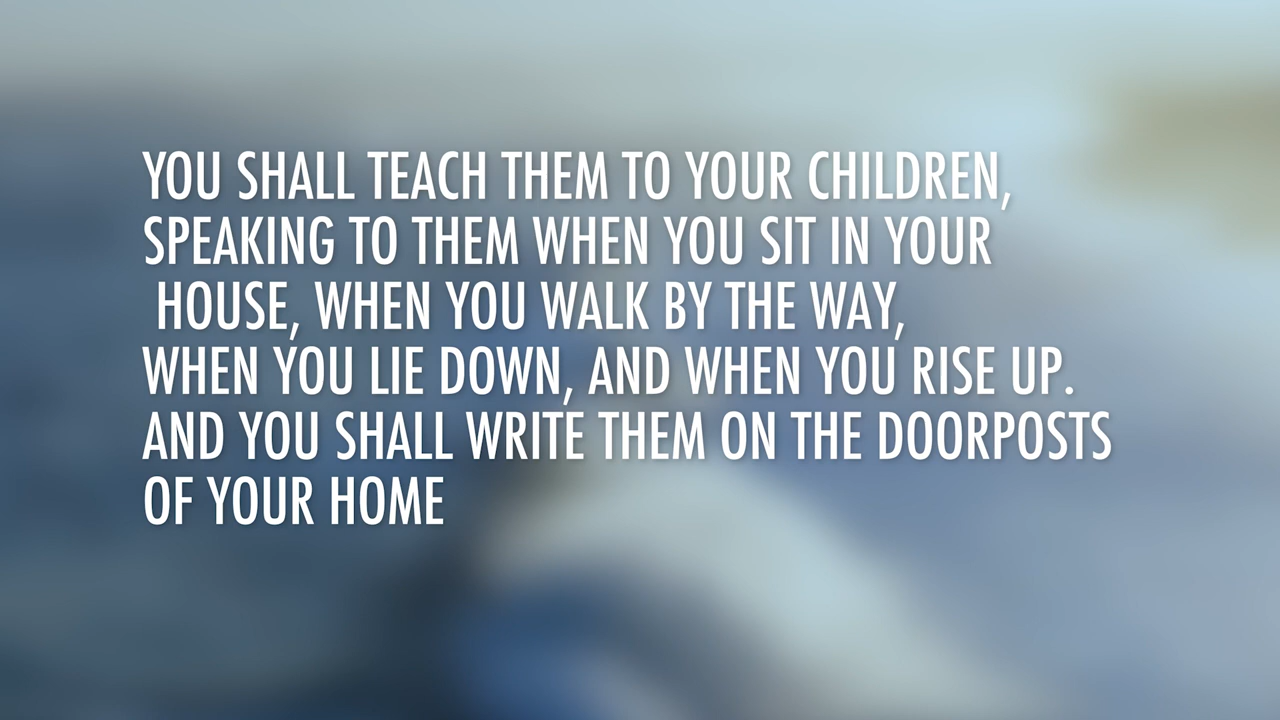 YOU SHALL TEACH THEM TO YOUR CHILDREN,
SPEAKING TO THEM WHEN YOU SIT IN YOUR
HOUSE, WHEN YOU WALK BY THE WAY,
WHEN YOU LIE DOWN, AND WHEN YOU RISE UP.
AND YOU SHALL WRITE THEM ON THE DOORPOSTS
OF YOUR HOME